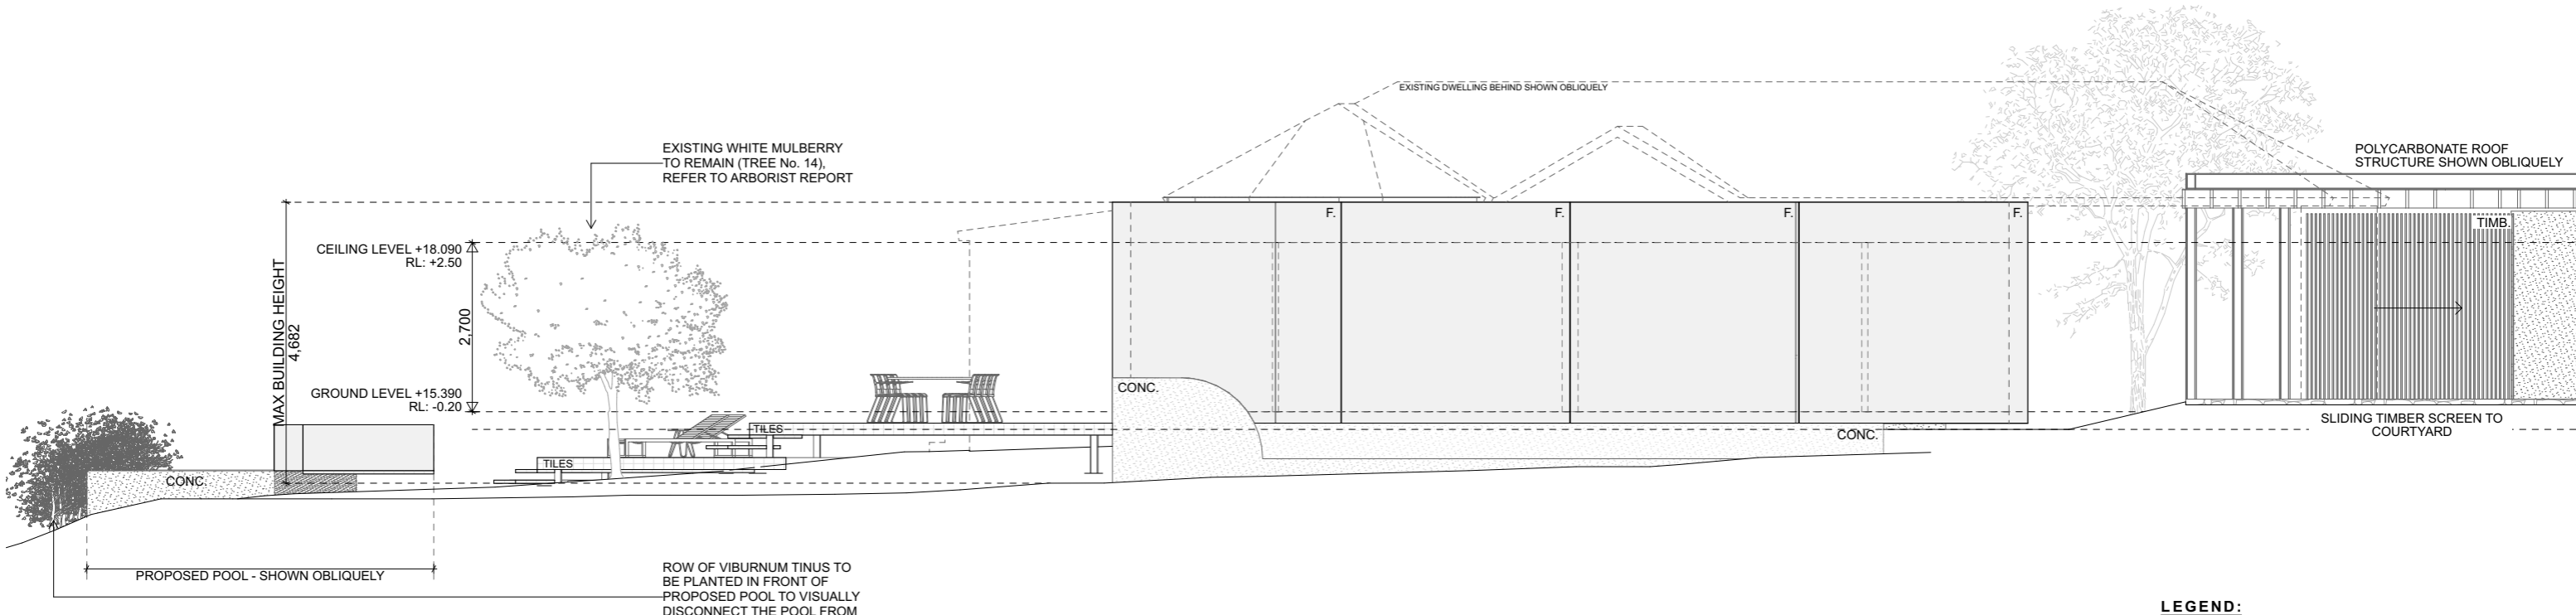 EXISTING DWELLING BEHIND SHOWN OBLIQUELY
EXISTING WHITE MULBERRY
TO REMAIN (TREE No. 14),
REFER TO ARBORIST REPORT
POLYCARBONATE ROOF
STRUCTURE SHOWN OBLIQUELY
F.
F.
F.
F.
TIMB.
MAX BUILDING HEIGHT
4,682
CEILING LEVEL +18.090
RL: +2.50
2,700
GROUND LEVEL +15.390
RL: -0.20
CONC.
TILES
TILES
CONC.
CONC.
SLIDING TIMBER SCREEN TO
COURTYARD
PROPOSED POOL - SHOWN OBLIQUELY
ROW OF VIBURNUM TINUS TO
BE PLANTED IN FRONT OF
PROPOSED POOL TO VISUALLY
DISCONNECT THE POOL FROM
LEGEND: